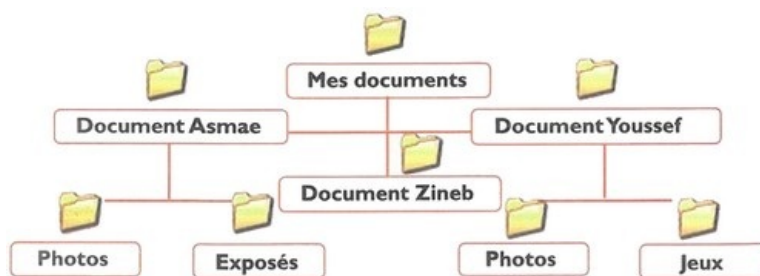 Mes documents
Document Asmae
Document Youssef
Document Zineb
Photos
Exposés
Photos
Jeux